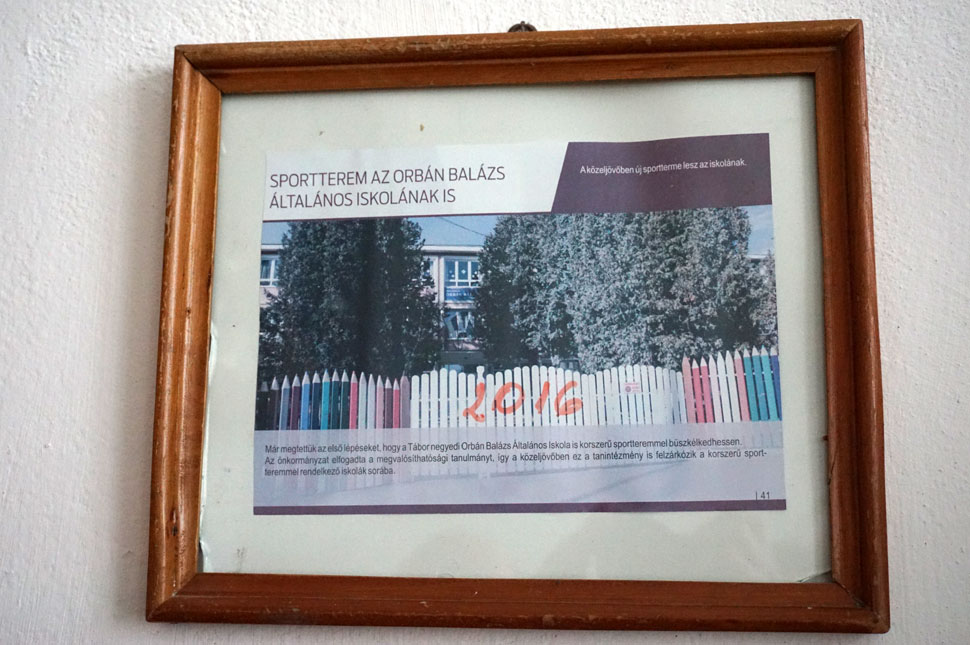 SPORTTEREM AZ ORBÁN BALÁZS
ÁLTALÁNOS ISKOLÁNAK IS
A közeljövőben új sportterme lesz az iskolának.
2016
Már megtettük az első lépéseket, hogy a Tábor negyedi Orbán Balázs Általános Iskola is korszerű sportteremmel büszkélkedhessen.
Az önkormányzat elfogadta a megvalósíthatósági tanulmányt, így a közeljövőben ez a tanintézmény is felzárkózik a korszerű sport-
teremmel rendelkező iskolák sorába.
| 41